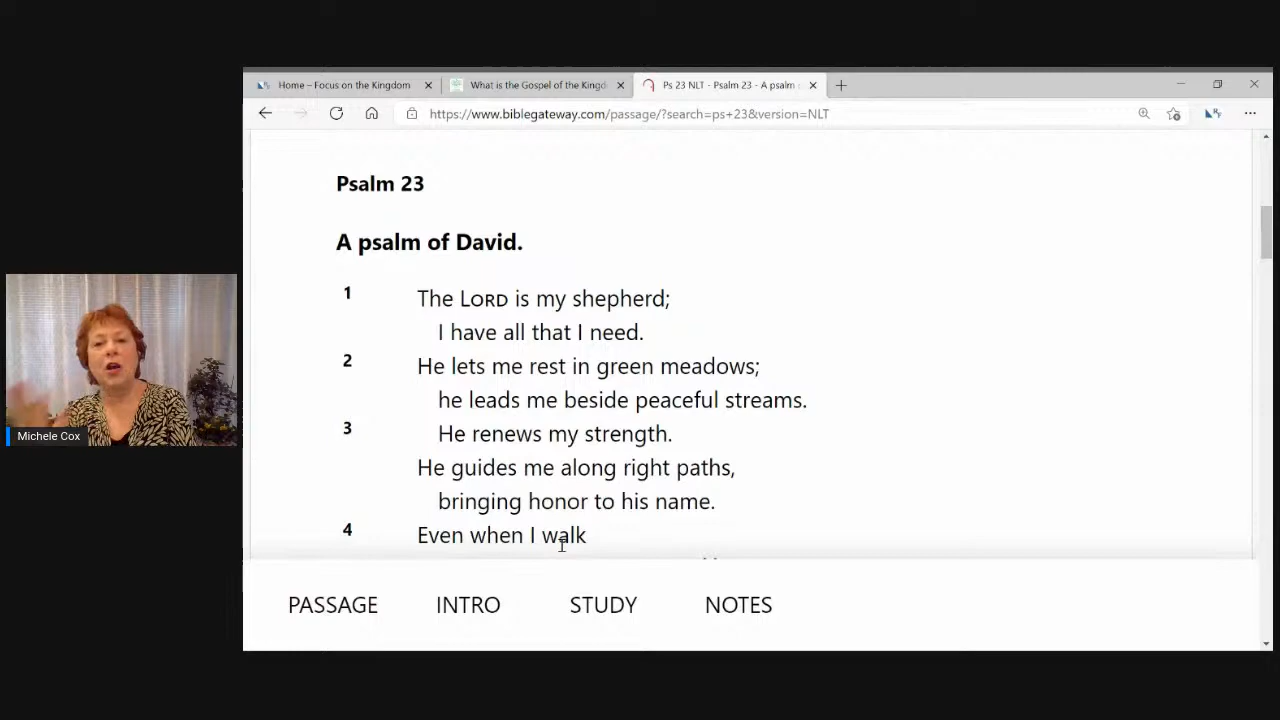 Home – Focus on the Kingdom
What is the Gospel of the Kingd
Ps 23 NLT - Psalm 23 - A psalm
https://www.biblegateway.com/passage/?search=ps+23&version=NLT
Psalm 23
A psalm of David.
1 The LORD is my shepherd;
I have all that I need.
2 He lets me rest in green meadows;
he leads me beside peaceful streams.
3 He renews my strength.
He guides me along right paths,
bringing honor to his name.
4 Even when I walk
PASSAGE INTRO STUDY NOTES
Michele Cox